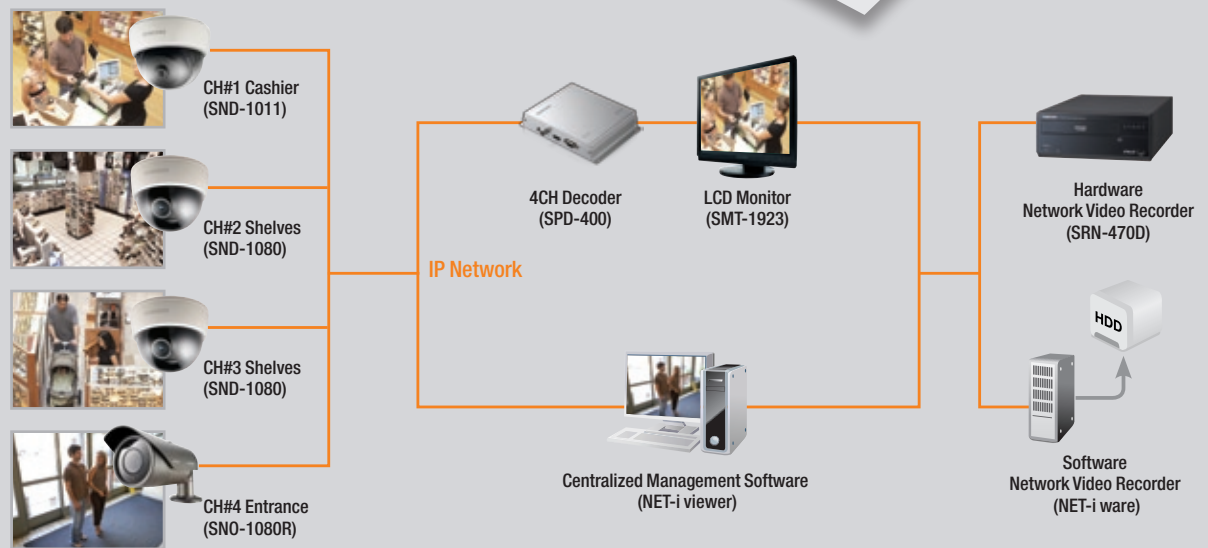 CH#1 Cashier
(SND-1011)
CH#2 Shelves
(SND-1080)
CH#3 Shelves
(SND-1080)
CH#4 Entrance
(SNO-1080R)
IP Network
4CH Decoder
(SPD-400)
LCD Monitor
(SMT-1923)
Centralized Management Software
(NET-i viewer)
Hardware
Network Video Recorder
(SRN-470D)
HDD
Software
Network Video Recorder
(NET-i ware)